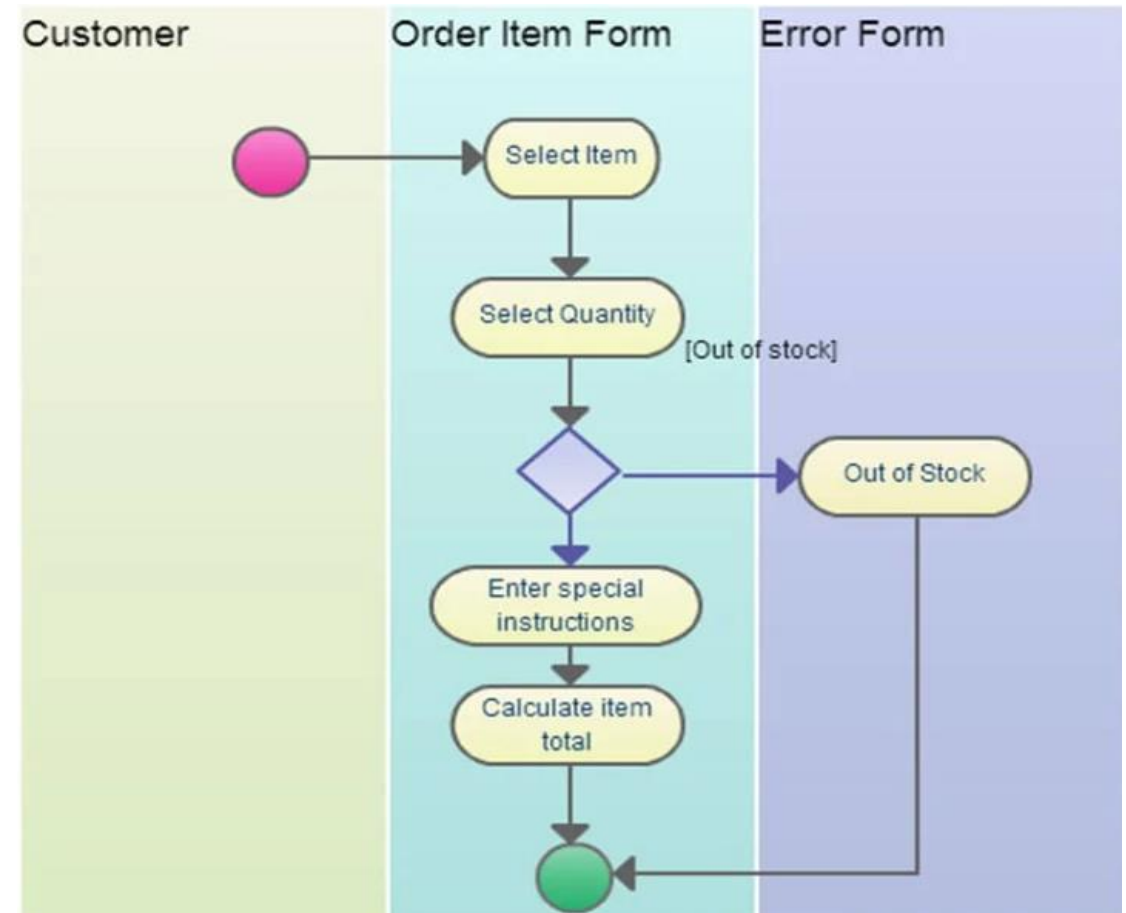 Customer
Order Item Form
Error Form
Select Item
Select Quantity
[Out of stock]
Out of Stock
Enter special
instructions
Calculate item
total